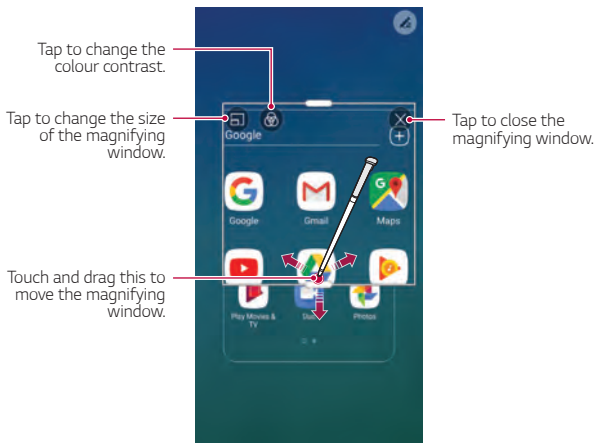 Tap to change the
colour contrast.
Tap to change the size
of the magnifying
window.
Tap to close the
magnifying window.
Google
Google
Gmail
Maps
Touch and drag this to
move the magnifying
window.
Play Movies &
TV
Photos